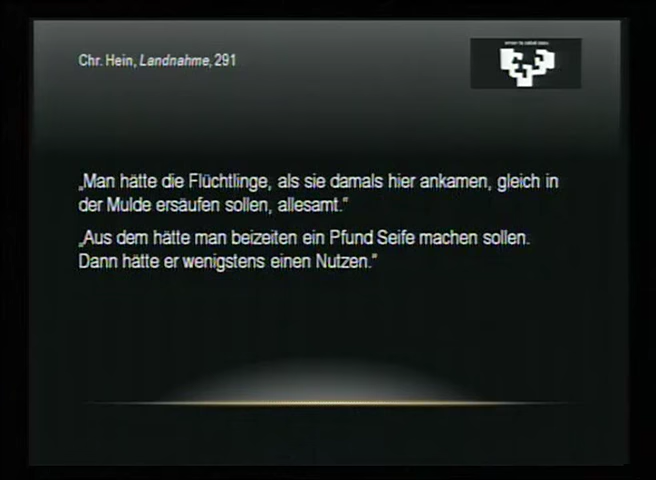 Chr. Hein, Landnahme, 291
„Man hätte die Flüchtlinge, als sie damals hier ankamen, gleich in
der Mulde ersäufen sollen, allesamt.“
„Aus dem hätte man beizeiten ein Pfund Seife machen sollen.
Dann hätte er wenigstens einen Nutzen.“